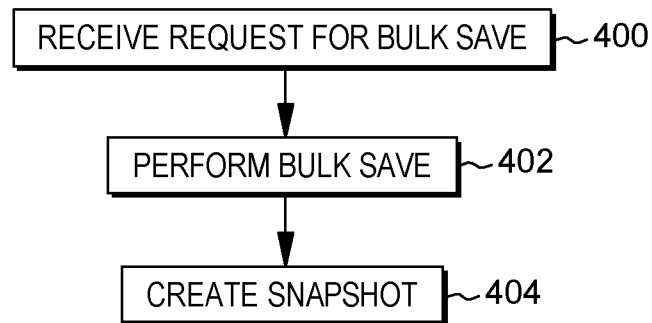 RECEIVE REQUEST FOR BULK SAVE 400
PERFORM BULK SAVE 402
CREATE SNAPSHOT 404